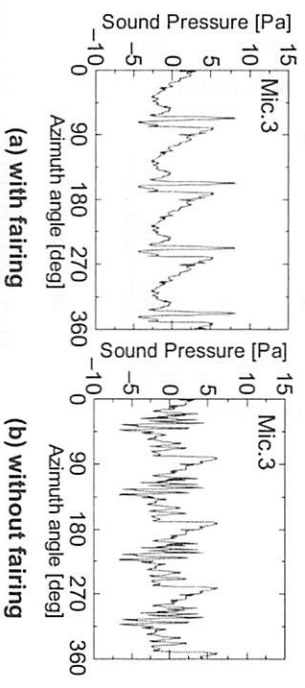 Sound Pressure [Pa]
−10 −5 0 5 10 15
Mic.3
0 90 180 270 360
Azimuth angle [deg]
(a) with fairing
Sound Pressure [Pa]
−10 −5 0 5 10 15
Mic.3
0 90 180 270 360
Azimuth angle [deg]
(b) without fairing